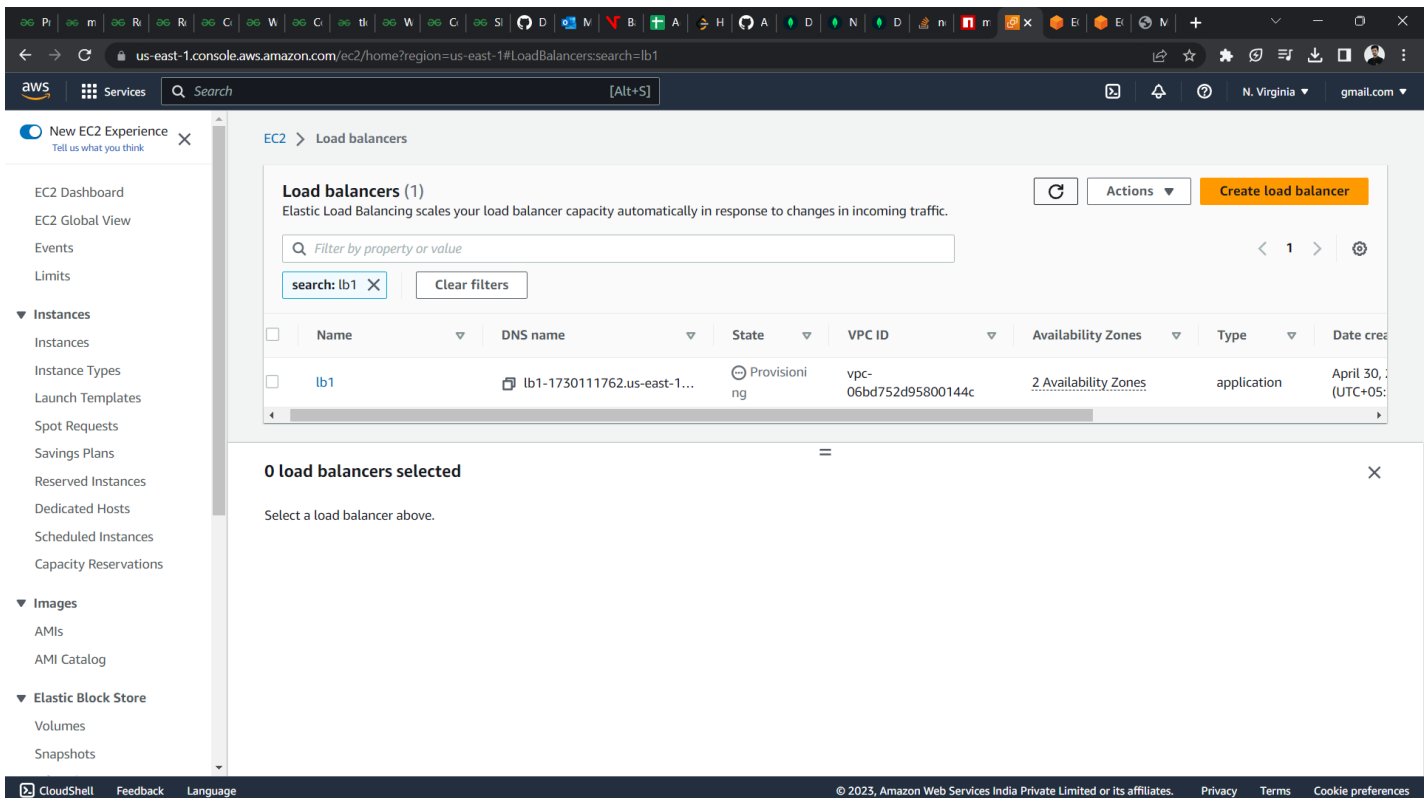 Pr m R R C W C tl W C Sl D M B A H A D N D n m E E M
us-east-1.console.aws.amazon.com/ec2/home?region=us-east-1#LoadBalancers:search=lb1
aws Services Search [Alt+S] N. Virginia gmail.com
New EC2 Experience
Tell us what you think
EC2 Dashboard
EC2 Global View
Events
Limits
Instances
Instances
Instance Types
Launch Templates
Spot Requests
Savings Plans
Reserved Instances
Dedicated Hosts
Scheduled Instances
Capacity Reservations
Images
AMIs
AMI Catalog
Elastic Block Store
Volumes
Snapshots
EC2 > Load balancers
Load balancers (1)
Elastic Load Balancing scales your load balancer capacity automatically in response to changes in incoming traffic.
Actions Create load balancer
Filter by property or value
1
search: lb1 Clear filters
Name DNS name State VPC ID Availability Zones Type Date crea
lb1 lb1-1730111762.us-east-1... Provisioni
ng vpc-
06bd752d95800144c 2 Availability Zones application April 30,
(UTC+05:
0 load balancers selected
Select a load balancer above.
CloudShell Feedback Language © 2023, Amazon Web Services India Private Limited or its affiliates. Privacy Terms Cookie preferences